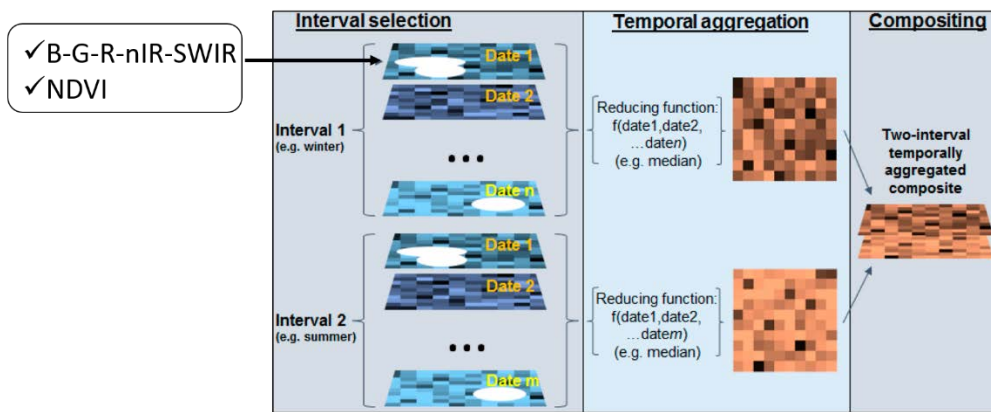 Interval selection
Temporal aggregation
Compositing
✓B-G-R-nIR-SWIR
✓NDVI
Interval 1
(e.g. winter)
Date 1
Date 2
...
Date n
Reducing function:
f(date1,date2,
...daten)
(e.g. median)
Interval 2
(e.g. summer)
Date 1
Date 2
...
Date m
Reducing function:
f(date1,date2,
...datem)
(e.g. median)
Two-interval
temporally
aggregated
composite